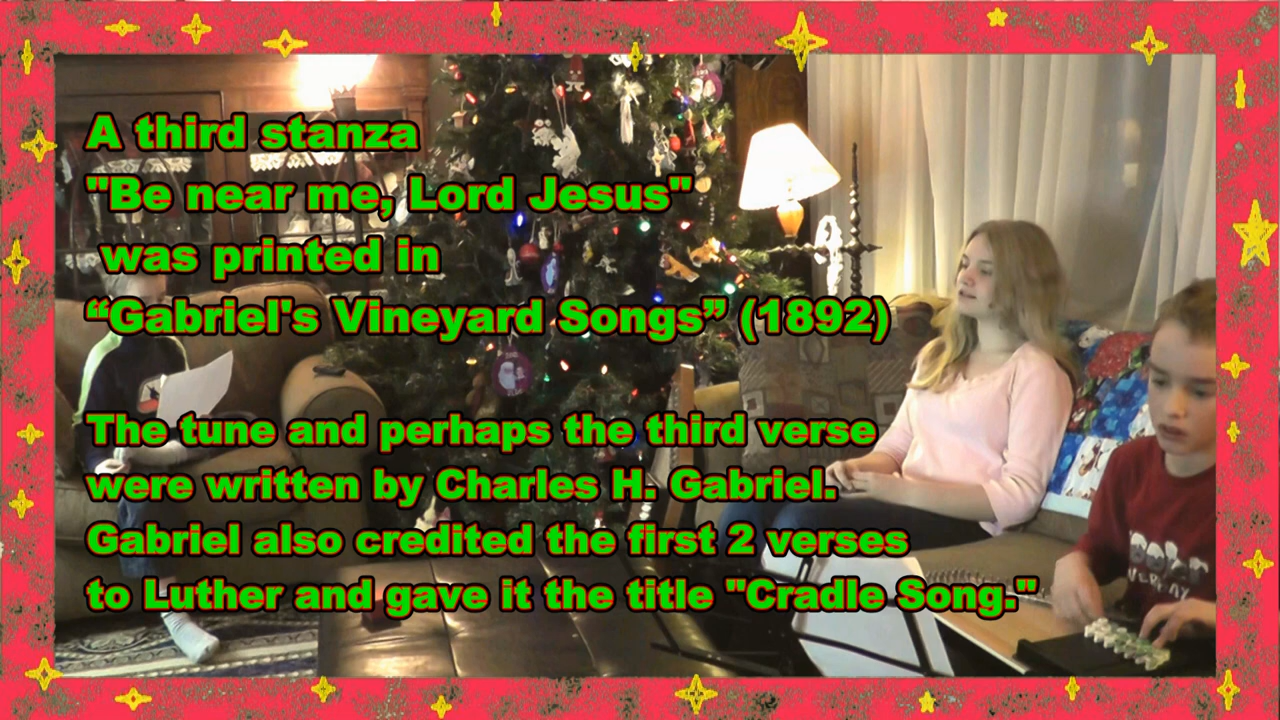 A third stanza
"Be near me, Lord Jesus"
was printed in
“Gabriel's Vineyard Songs” (1892)
The tune and perhaps the third verse
were written by Charles H. Gabriel.
Gabriel also credited the first 2 verses
to Luther and gave it the title "Cradle Song."